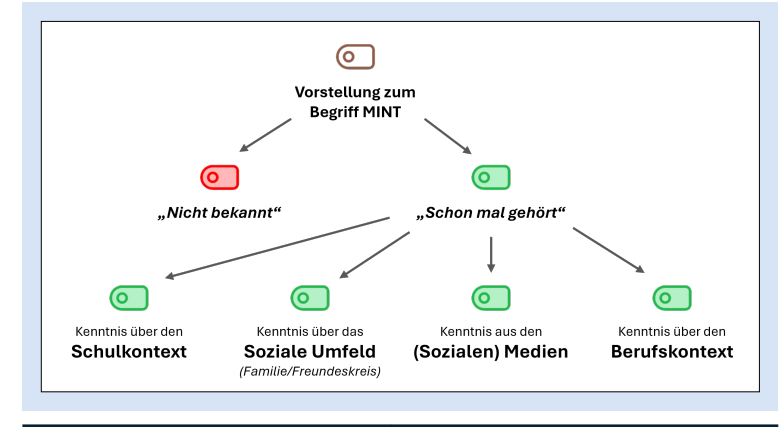 Vorstellung zum
Begriff MINT
„Nicht bekannt“
„Schon mal gehört“
Kenntnis über den
Schulkontext
Kenntnis über das
Soziale Umfeld
(Familie/Freundeskreis)
Kenntnis aus den
(Sozialen) Medien
Kenntnis über den
Berufskontext